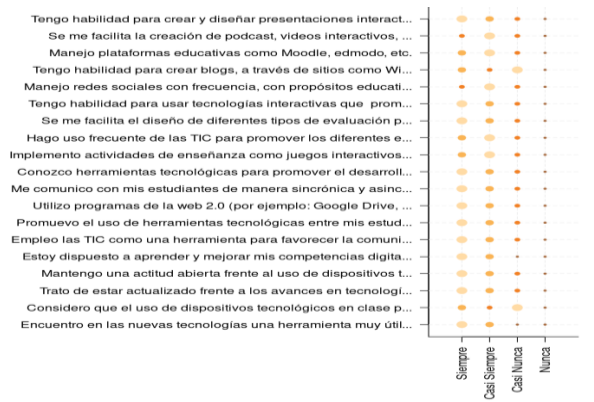 Tengo habilidad para crear y diseñar presentaciones interact...
Se me facilita la creación de podcast, videos interactivos, ...
Manejo plataformas educativas como Moodle, edmodo, etc.
Tengo habilidad para crear blogs, a través de sitios como Wi...
Manejo redes sociales con frecuencia, con propósitos educati...
Tengo habilidad para usar tecnologías interactivas que  prom...
Se me facilita el diseño de diferentes tipos de evaluación p...
Hago uso frecuente de las TIC para promover los diferentes e...
Implemento actividades de enseñanza como juegos interactivos...
Conozco herramientas tecnológicas para promover el desarroll...
Me comunico con mis estudiantes de manera sincrónica y asinc...
Utilizo programas de la web 2.0 (por ejemplo: Google Drive, ...
Promuevo el uso de herramientas tecnológicas entre mis estud...
Empleo las TIC como una herramienta para favorecer la comuni...
Estoy dispuesto a aprender y mejorar mis competencias digita...
Mantengo una actitud abierta frente al uso de dispositivos t...
Trato de estar actualizado frente a los avances en tecnologí...
Considero que el uso de dispositivos tecnológicos en clase p...
Encuentro en las nuevas tecnologías una herramienta muy útil...
Siempre
Casi Siempre
Casi Nunca
Nunca